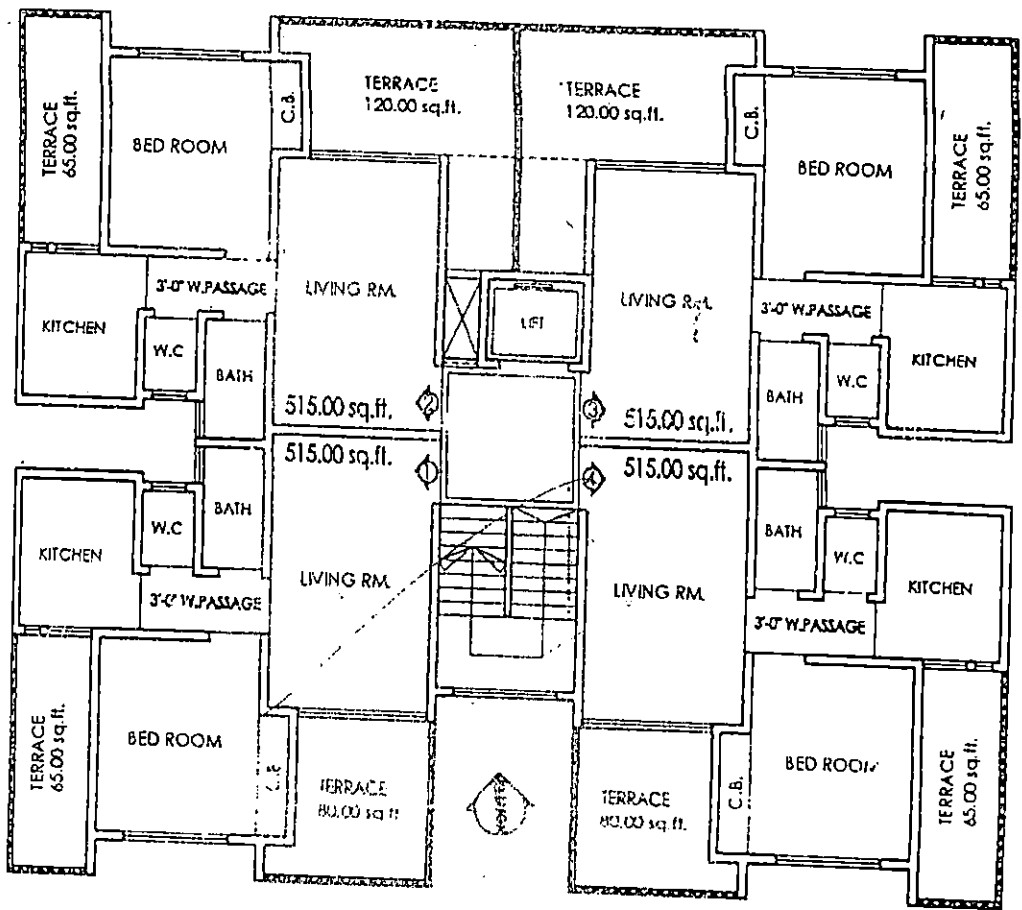 TERRACE
65.00 sq.ft.
BED ROOM
C.B.
TERRACE
120.00 sq.ft.
TERRACE
120.00 sq.ft.
C.B.
BED ROOM
TERRACE
65.00 sq.ft.
KITCHEN
3'-0" W.PASSAGE
W.C
BATH
LIVING RM.
LIFT
LIVING RM.
3'-0" W.PASSAGE
BATH
W.C
KITCHEN
515.00 sq.ft.
2
3
515.00 sq.ft.
515.00 sq.ft.
1
4
515.00 sq.ft.
KITCHEN
W.C
BATH
3'-0" W.PASSAGE
LIVING RM.
LIVING RM.
BATH
W.C
3'-0" W.PASSAGE
KITCHEN
TERRACE
65.00 sq.ft.
BED ROOM
C.B.
TERRACE
80.00 sq.ft.
TERRACE
80.00 sq.ft.
C.B.
BED ROOM
TERRACE
65.00 sq.ft.